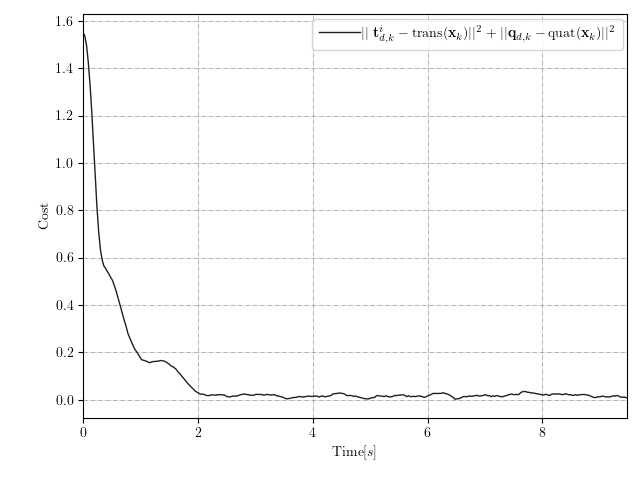 1.6
|| t^i_{d,k} − trans(x_k)||^2 + ||q_{d,k} − quat(x_k)||^2
1.4
1.2
1.0
0.8
Cost
0.6
0.4
0.2
0.0
0 2 4 6 8
Time[s]